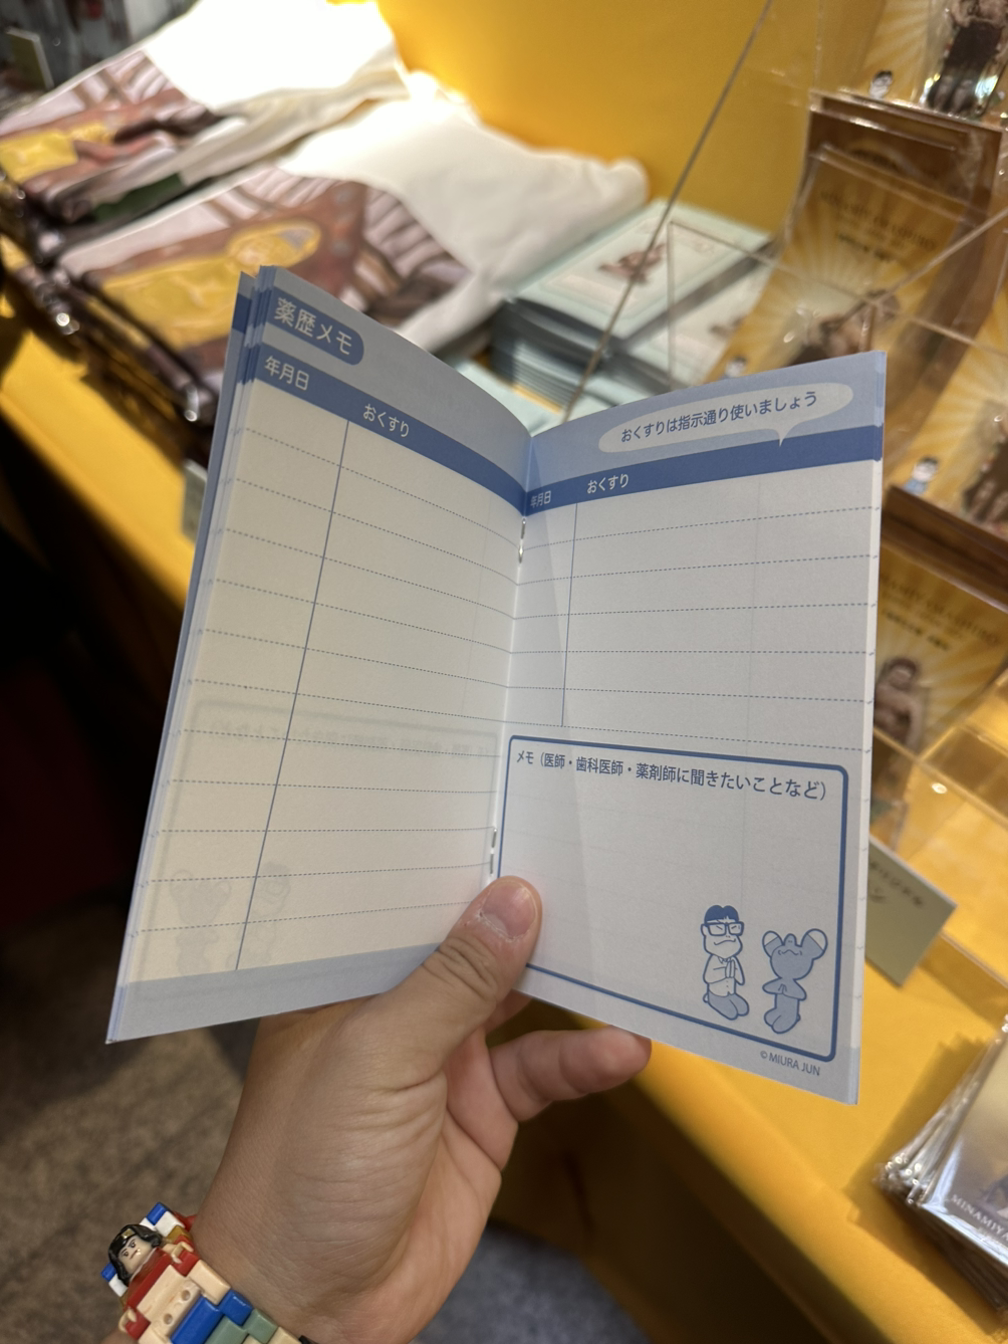 薬歴メモ
年月日
おくすり
おくすりは指示通り使いましょう
年月日
おくすり
メモ（医師・歯科医師・薬剤師に聞きたいことなど）
© MIURA JUN